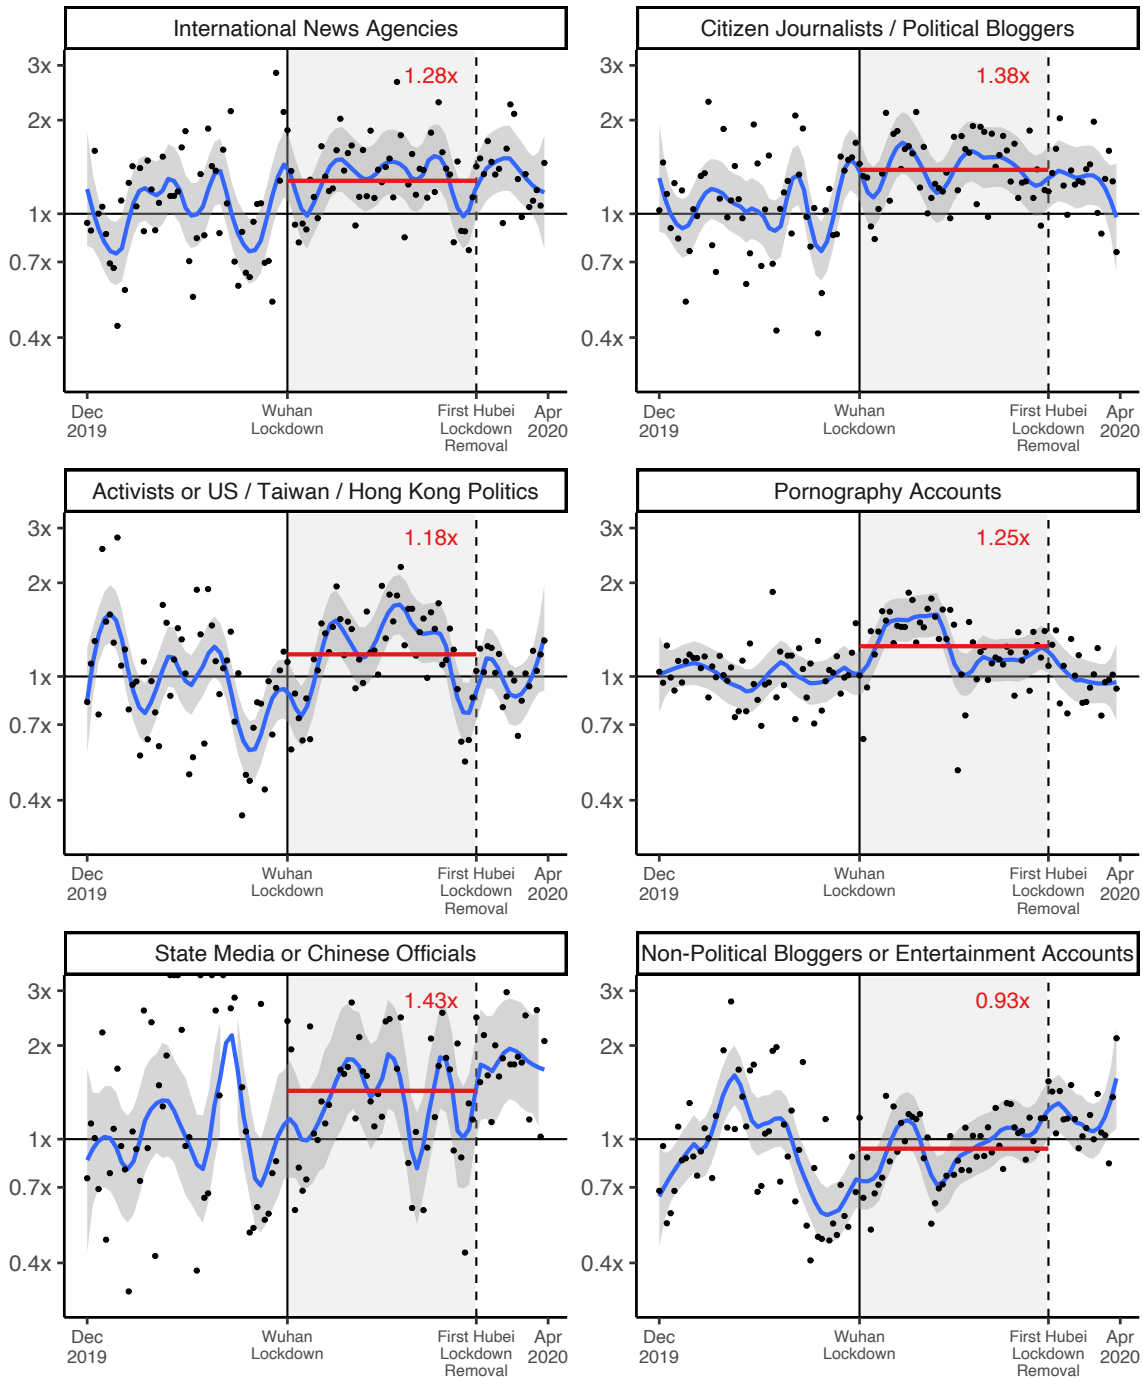 International News Agencies
Citizen Journalists / Political Bloggers
3x
2x
1x
0.7x
0.4x
1.28x
Dec
2019
Wuhan
Lockdown
First Hubei
Lockdown
Removal
Apr
2020
3x
2x
1x
0.7x
0.4x
1.38x
Dec
2019
Wuhan
Lockdown
First Hubei
Lockdown
Removal
Apr
2020
Activists or US / Taiwan / Hong Kong Politics
Pornography Accounts
3x
2x
1x
0.7x
0.4x
1.18x
Dec
2019
Wuhan
Lockdown
First Hubei
Lockdown
Removal
Apr
2020
3x
2x
1x
0.7x
0.4x
1.25x
Dec
2019
Wuhan
Lockdown
First Hubei
Lockdown
Removal
Apr
2020
State Media or Chinese Officials
Non-Political Bloggers or Entertainment Accounts
3x
2x
1x
0.7x
0.4x
1.43x
Dec
2019
Wuhan
Lockdown
First Hubei
Lockdown
Removal
Apr
2020
3x
2x
1x
0.7x
0.4x
0.93x
Dec
2019
Wuhan
Lockdown
First Hubei
Lockdown
Removal
Apr
2020